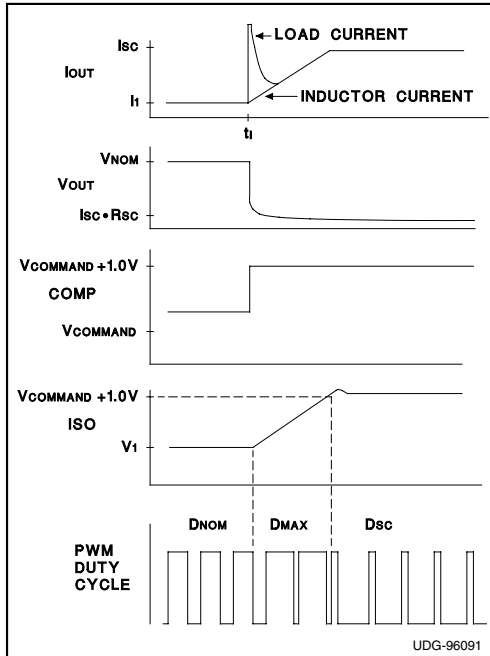 ISC
LOAD CURRENT
IOUT
INDUCTOR CURRENT
I1
tI
VNOM
VOUT
ISC•RSC
VCOMMAND +1.0V
COMP
VCOMMAND
VCOMMAND +1.0V
ISO
V1
DNOM DMAX DSC
PWM
DUTY
CYCLE
UDG-96091